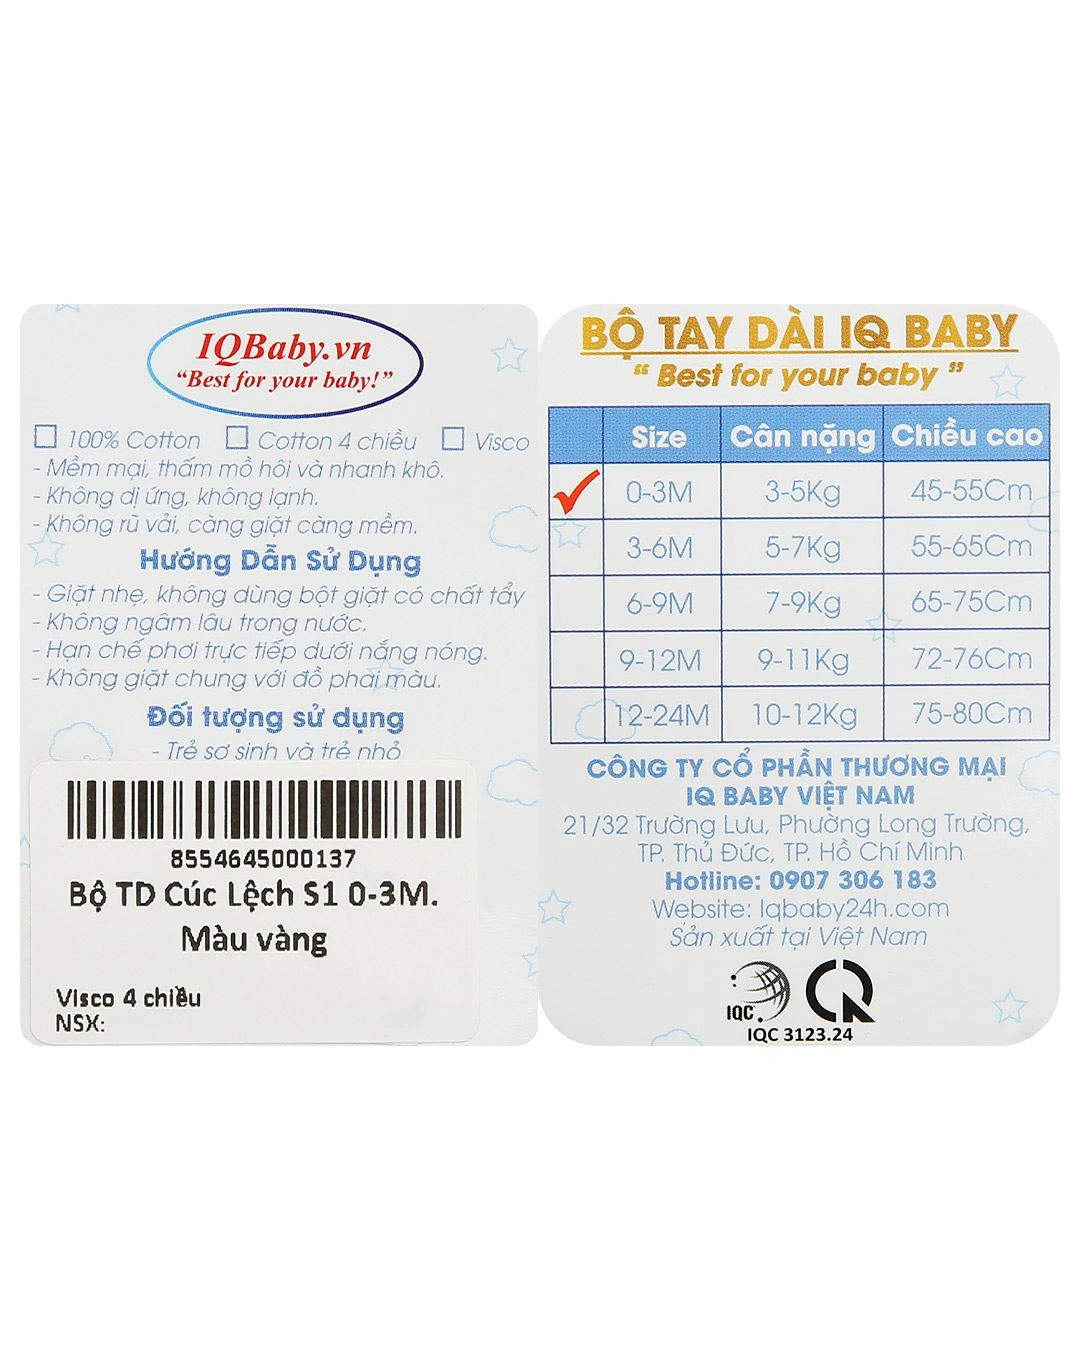 IQBaby.vn
“Best for your baby!”
100% Cotton Cotton 4 chiều Visco
- Mềm mại, thấm mồ hôi và nhanh khô.
- Không dị ứng, không lạnh.
- Không rũ vải, càng giặt càng mềm.
Hướng Dẫn Sử Dụng
- Giặt nhẹ, không dùng bột giặt có chất tẩy
- Không ngâm lâu trong nước.
- Hạn chế phơi trực tiếp dưới nắng nóng.
- Không giặt chung với đồ phai màu.
Đối tượng sử dụng
- Trẻ sơ sinh và trẻ nhỏ
8554645000137
Bộ TD Cúc Lệch S1 0-3M.
Màu vàng
Visco 4 chiều
NSX:
BỘ TAY DÀI IQ BABY
“ Best for your baby ”
Size Cân nặng Chiều cao
0-3M 3-5Kg 45-55Cm
3-6M 5-7Kg 55-65Cm
6-9M 7-9Kg 65-75Cm
9-12M 9-11Kg 72-76Cm
12-24M 10-12Kg 75-80Cm
CÔNG TY CỔ PHẦN THƯƠNG MẠI
IQ BABY VIỆT NAM
21/32 Trường Lưu, Phường Long Trường,
TP. Thủ Đức, TP. Hồ Chí Minh
Hotline: 0907 306 183
Website: Iqbaby24h.com
Sản xuất tại Việt Nam
IQC
IQC 3123.24